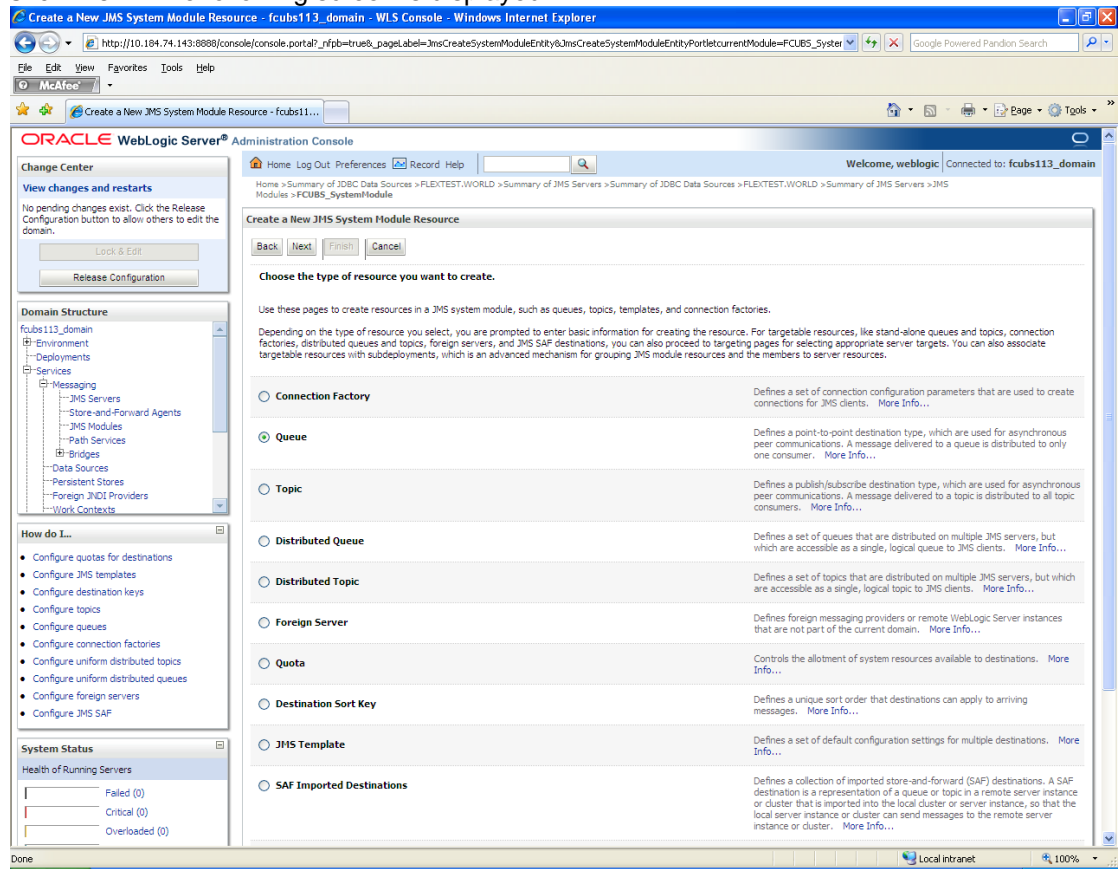 Create a New JMS System Module Resource - fcubs113_domain - WLS Console - Windows Internet Explorer
http://10.184.74.143:8888/console/console.portal?_nfpb=true&_pageLabel=JmsCreateSystemModuleEntity&JmsCreateSystemModuleEntityPortletcurrentModule=FCUBS_Syster
Google Powered Pandion Search
File Edit View Favorites Tools Help
McAfee
Create a New JMS System Module Resource - fcubs11...
Page Tools
ORACLE WebLogic Server® Administration Console
Change Center
View changes and restarts
No pending changes exist. Click the Release
Configuration button to allow others to edit the
domain.
Lock & Edit
Release Configuration
Domain Structure
fcubs113_domain
Environment
Deployments
Services
Messaging
JMS Servers
Store-and-Forward Agents
JMS Modules
Path Services
Bridges
Data Sources
Persistent Stores
Foreign JNDI Providers
Work Contexts
How do I...
Configure quotas for destinations
Configure JMS templates
Configure destination keys
Configure topics
Configure queues
Configure connection factories
Configure uniform distributed topics
Configure uniform distributed queues
Configure foreign servers
Configure JMS SAF
System Status
Health of Running Servers
Failed (0)
Critical (0)
Overloaded (0)
Home Log Out Preferences Record Help
Welcome, weblogic Connected to: fcubs113_domain
Home >Summary of JDBC Data Sources >FLEXTEST.WORLD >Summary of JMS Servers >Summary of JDBC Data Sources >FLEXTEST.WORLD >Summary of JMS Servers >JMS
Modules >FCUBS_SystemModule
Create a New JMS System Module Resource
Back Next Finish Cancel
Choose the type of resource you want to create.
Use these pages to create resources in a JMS system module, such as queues, topics, templates, and connection factories.
Depending on the type of resource you select, you are prompted to enter basic information for creating the resource. For targetable resources, like stand-alone queues and topics, connection
factories, distributed queues and topics, foreign servers, and JMS SAF destinations, you can also proceed to targeting pages for selecting appropriate server targets. You can also associate
targetable resources with subdeployments, which is an advanced mechanism for grouping JMS module resources and the members to server resources.
Connection Factory
Defines a set of connection configuration parameters that are used to create
connections for JMS clients. More Info...
Queue
Defines a point-to-point destination type, which are used for asynchronous
peer communications. A message delivered to a queue is distributed to only
one consumer. More Info...
Topic
Defines a publish/subscribe destination type, which are used for asynchronous
peer communications. A message delivered to a topic is distributed to all topic
consumers. More Info...
Distributed Queue
Defines a set of queues that are distributed on multiple JMS servers, but
which are accessible as a single, logical queue to JMS clients. More Info...
Distributed Topic
Defines a set of topics that are distributed on multiple JMS servers, but which
are accessible as a single, logical topic to JMS clients. More Info...
Foreign Server
Defines foreign messaging providers or remote WebLogic Server instances
that are not part of the current domain. More Info...
Quota
Controls the allotment of system resources available to destinations. More
Info...
Destination Sort Key
Defines a unique sort order that destinations can apply to arriving
messages. More Info...
JMS Template
Defines a set of default configuration settings for multiple destinations. More
Info...
SAF Imported Destinations
Defines a collection of imported store-and-forward (SAF) destinations. A SAF
destination is a representation of a queue or topic in a remote server instance
or cluster that is imported into the local cluster or server instance, so that the
local server instance or cluster can send messages to the remote server
instance or cluster. More Info...
Done
Local intranet
100%